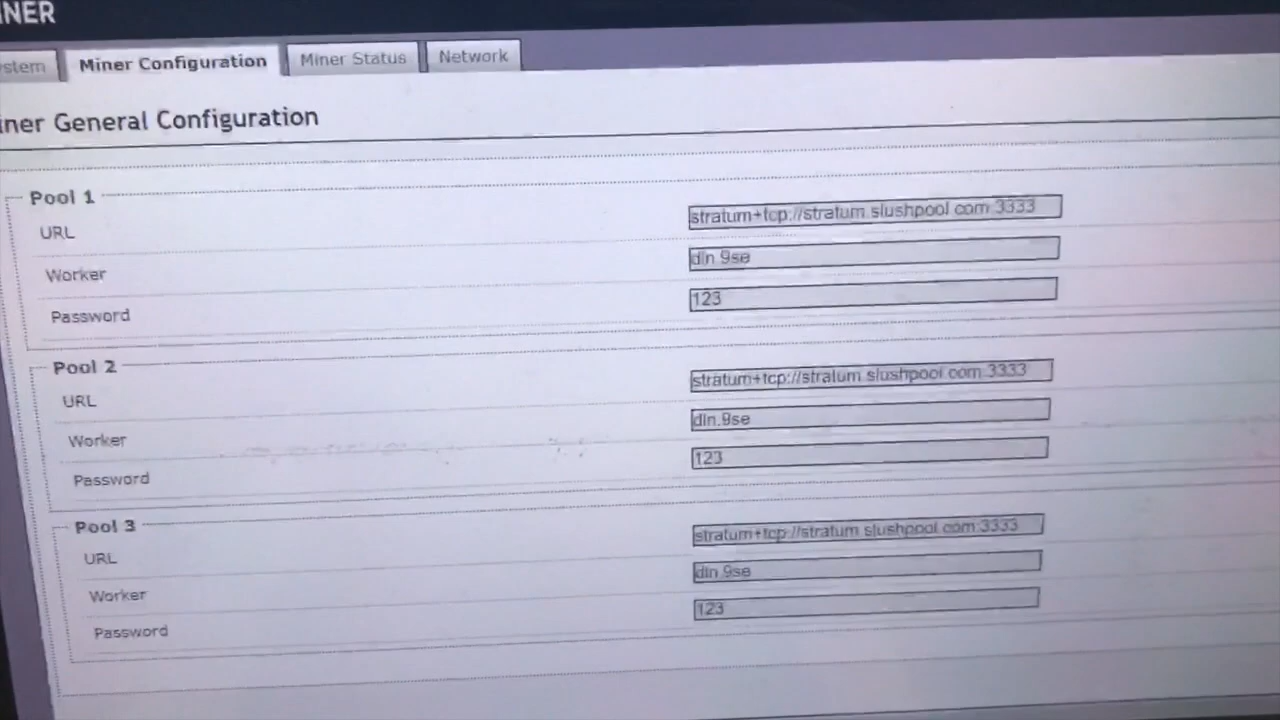 INER
stem
Miner Configuration
Miner Status
Network
iner General Configuration
Pool 1
URL
stratum+tcp://stratum.slushpool.com:3333
Worker
dln.9se
Password
123
Pool 2
URL
stratum+tcp://stratum.slushpool.com:3333
Worker
dln.9se
Password
123
Pool 3
URL
stratum+tcp://stratum.slushpool.com:3333
Worker
dln.9se
Password
123